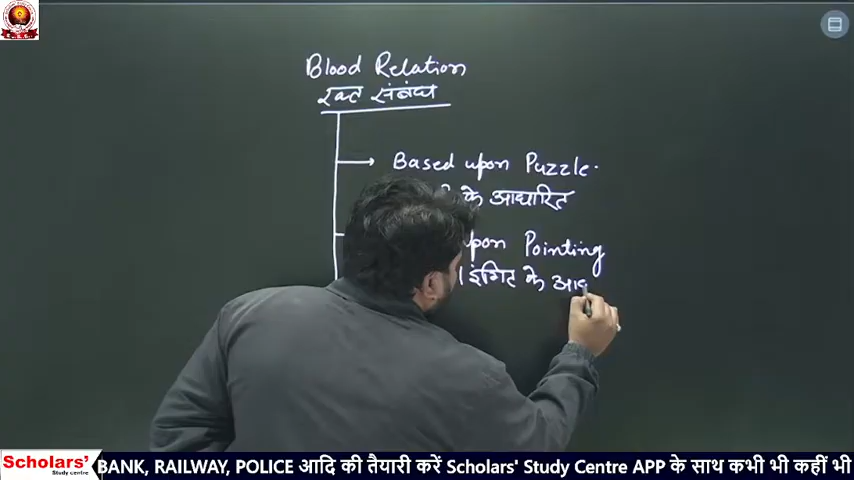 Blood Relation
रक्त संबंध
Based upon Puzzle.
के आधारित
upon Pointing
इंगित के आध
Scholars' BANK, RAILWAY, POLICE आदि की तैयारी करें Scholars' Study Centre APP के साथ कभी भी कहीं भी
Study Centre